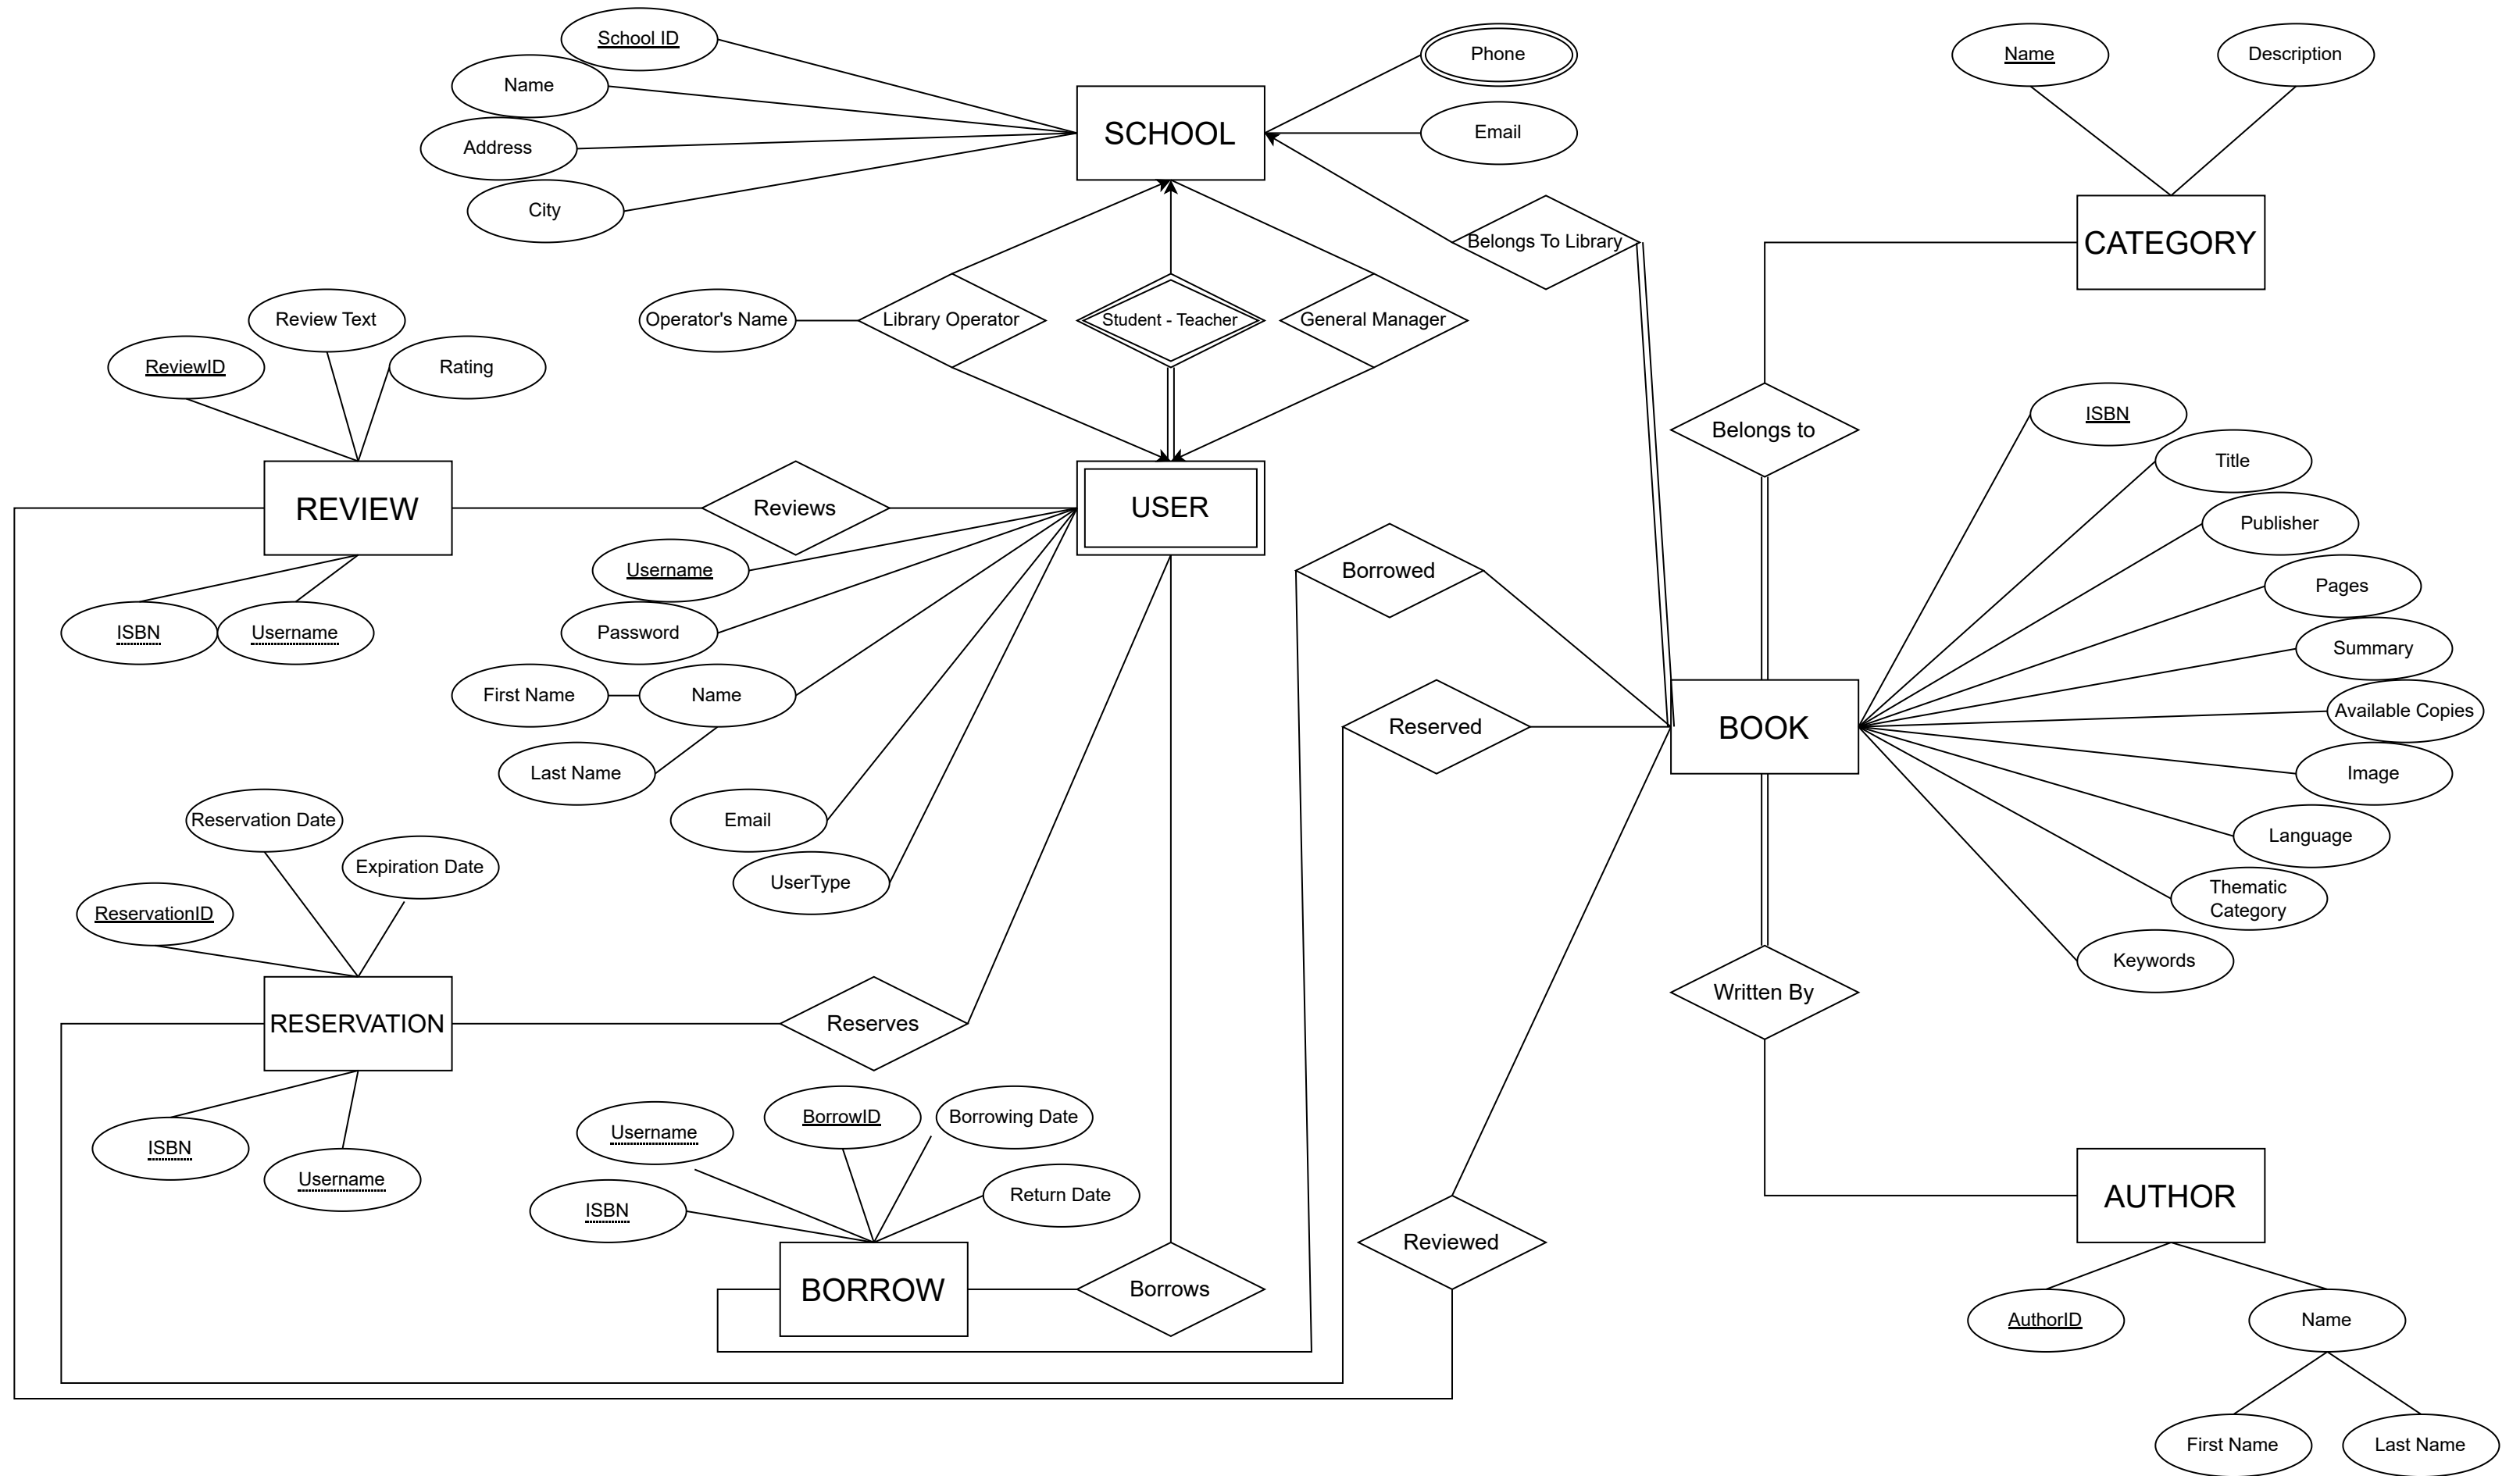 School ID
Name
Address
City
SCHOOL
Phone
Email
Name
Description
CATEGORY
Belongs To Library
Operator's Name
Library Operator
Student - Teacher
General Manager
Review Text
ReviewID
Rating
REVIEW
ISBN
Username
Reviews
USER
Username
Password
First Name
Name
Last Name
Email
UserType
Belongs to
Borrowed
Reserved
BOOK
ISBN
Title
Publisher
Pages
Summary
Available Copies
Image
Language
Thematic
Category
Keywords
Written By
Reservation Date
Expiration Date
ReservationID
RESERVATION
Reserves
ISBN
Username
Username
BorrowID
Borrowing Date
ISBN
Return Date
BORROW
Borrows
Reviewed
AUTHOR
AuthorID
Name
First Name
Last Name